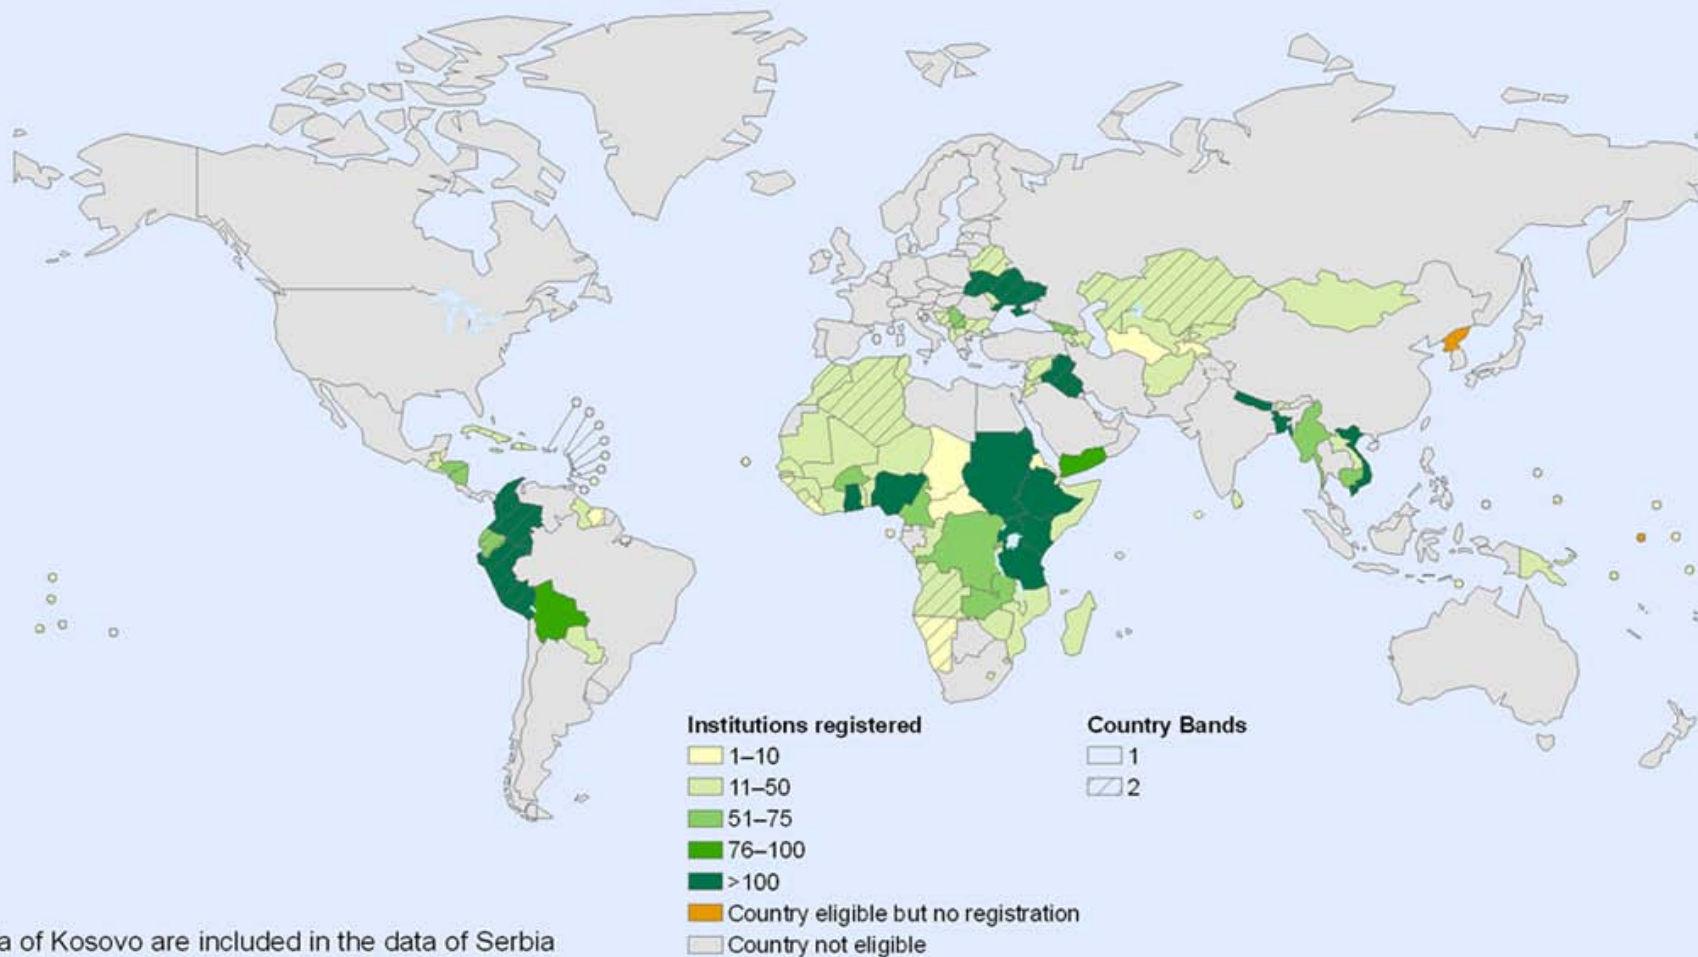 Institutions registered
1–10
11–50
51–75
76–100
>100
Country eligible but no registration
Country not eligible
Country Bands
1
2
a of Kosovo are included in the data of Serbia